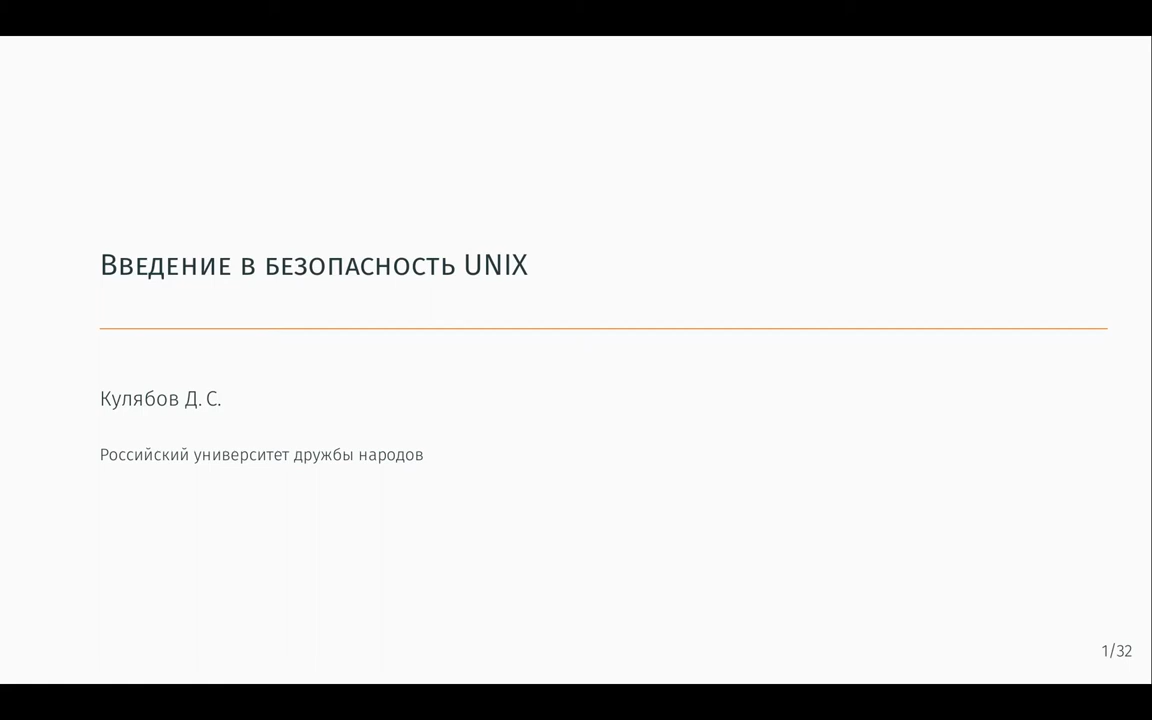 Введение в безопасность UNIX
Кулябов Д. С.
Российский университет дружбы народов
1/32